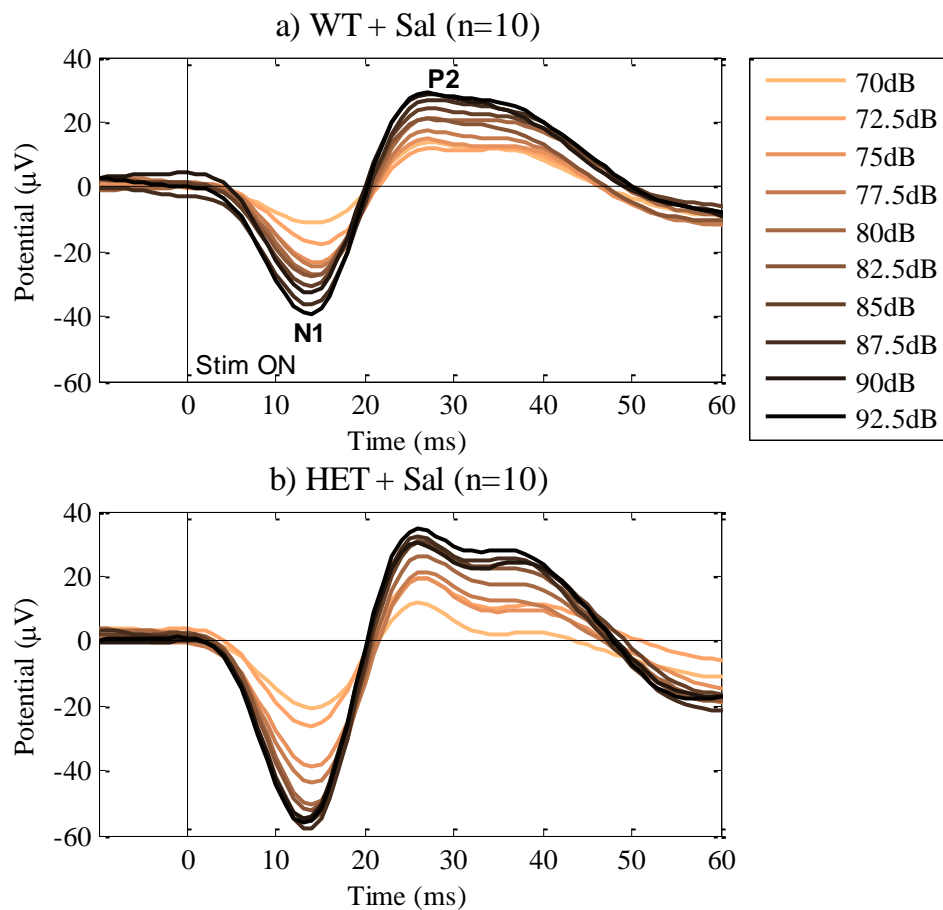 a) WT + Sal (n=10)
40
20
0
-20
-40
-60
Potential (μV)
P2
N1
Stim ON
0
10
20
30
40
50
60
Time (ms)
70dB
72.5dB
75dB
77.5dB
80dB
82.5dB
85dB
87.5dB
90dB
92.5dB
b) HET + Sal (n=10)
40
20
0
-20
-40
-60
Potential (μV)
0
10
20
30
40
50
60
Time (ms)